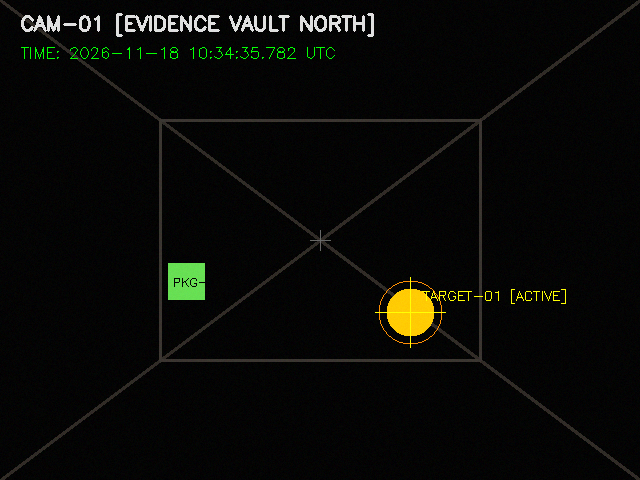 CAM-01 [EVIDENCE VAULT NORTH]
TIME: 2026-11-18 10:34:35.782 UTC
PKG-
TARGET-01 [ACTIVE]